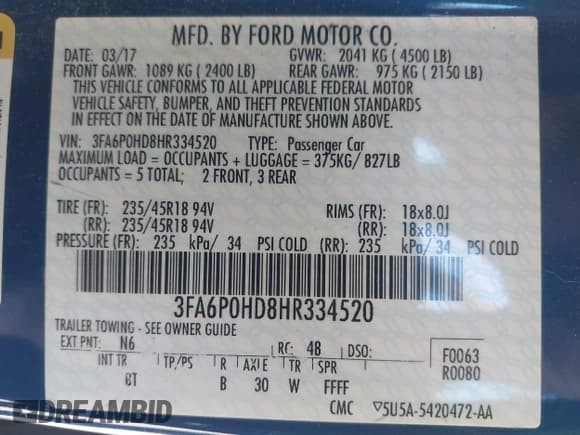 MFD. BY FORD MOTOR CO.
DATE: 03/17 GVWR: 2041 KG (4500 LB)
FRONT GAWR: 1089 KG (2400 LB) REAR GAWR: 975 KG (2150 LB)
THIS VEHICLE CONFORMS TO ALL APPLICABLE FEDERAL MOTOR
VEHICLE SAFETY, BUMPER, AND THEFT PREVENTION STANDARDS
IN EFFECT ON THE DATE OF MANUFACTURE SHOWN ABOVE.
VIN: 3FA6P0HD8HR334520 TYPE: Passenger Car
MAXIMUM LOAD = OCCUPANTS + LUGGAGE = 375KG/ 827LB
OCCUPANTS = 5 TOTAL; 2 FRONT, 3 REAR
TIRE (FR): 235/45R18 94V RIMS (FR): 18x8.0J
(RR): 235/45R18 94V (RR): 18x8.0J
PRESSURE (FR): 235 kPa/ 34 PSI COLD (RR): 235 kPa/ 34 PSI COLD
3FA6P0HD8HR334520
TRAILER TOWING - SEE OWNER GUIDE
EXT PNT: N6 RC: 48 DSO: F0063
INT TR TP/PS R AXLE TR SPR R0080
BT B 30 W FFFF
CMC ▽5U5A-5420472-AA
DREAMBID